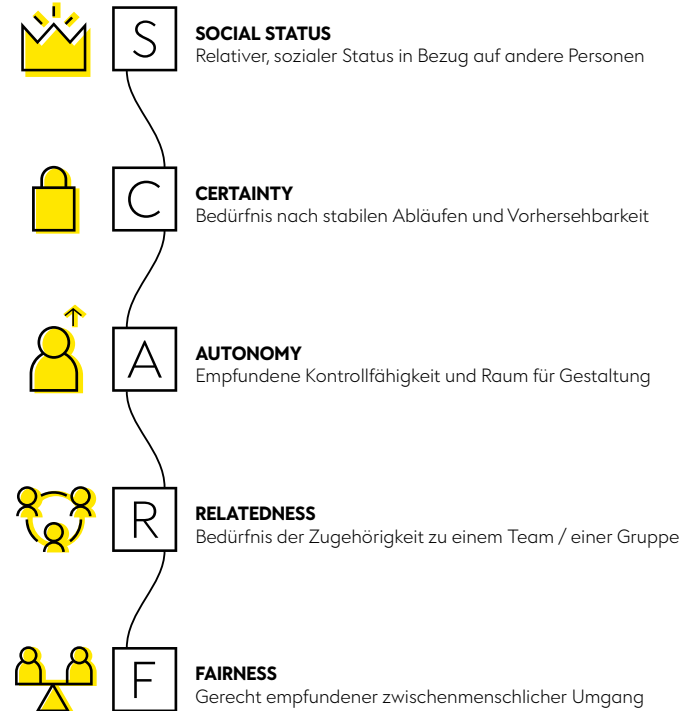 S
SOCIAL STATUS
Relativer, sozialer Status in Bezug auf andere Personen
C
CERTAINTY
Bedürfnis nach stabilen Abläufen und Vorhersehbarkeit
A
AUTONOMY
Empfundene Kontrollfähigkeit und Raum für Gestaltung
R
RELATEDNESS
Bedürfnis der Zugehörigkeit zu einem Team / einer Gruppe
F
FAIRNESS
Gerecht empfundener zwischenmenschlicher Umgang